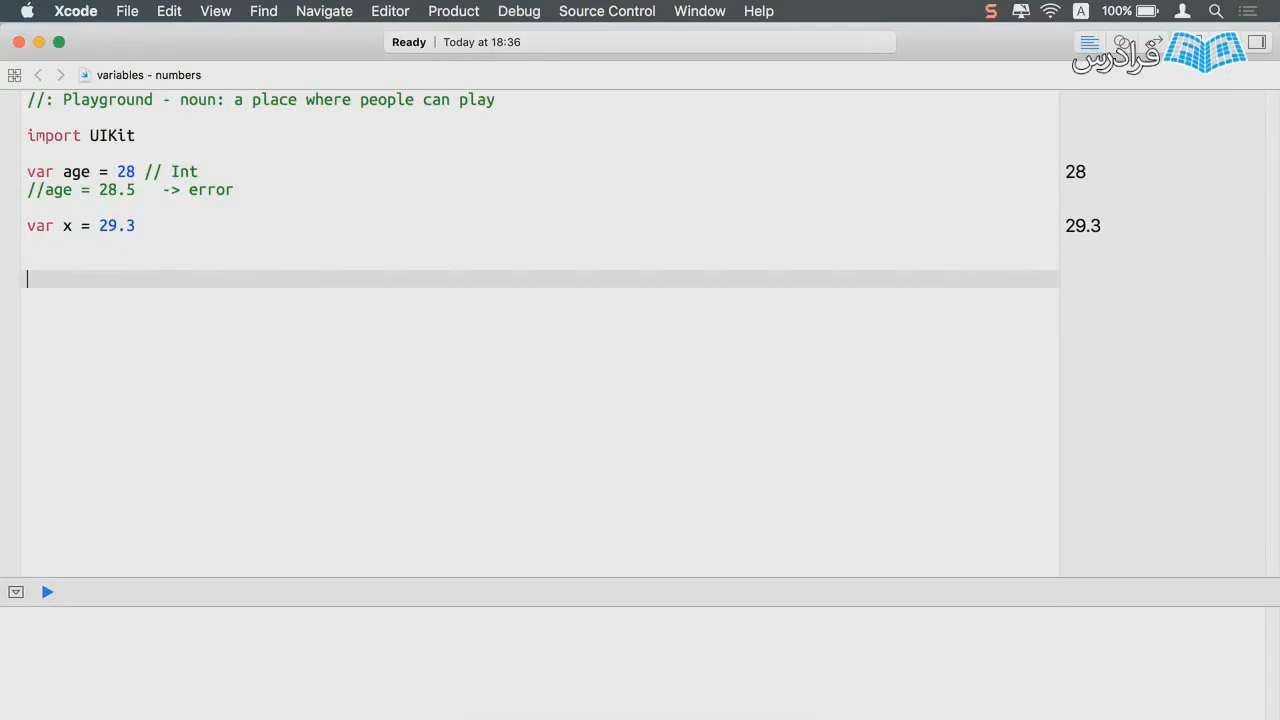 Xcode File Edit View Find Navigate Editor Product Debug Source Control Window Help S A 100%
Ready | Today at 18:36
فرادرس
variables - numbers
//: Playground - noun: a place where people can play
import UIKit
var age = 28 // Int
28
//age = 28.5 -> error
var x = 29.3
29.3